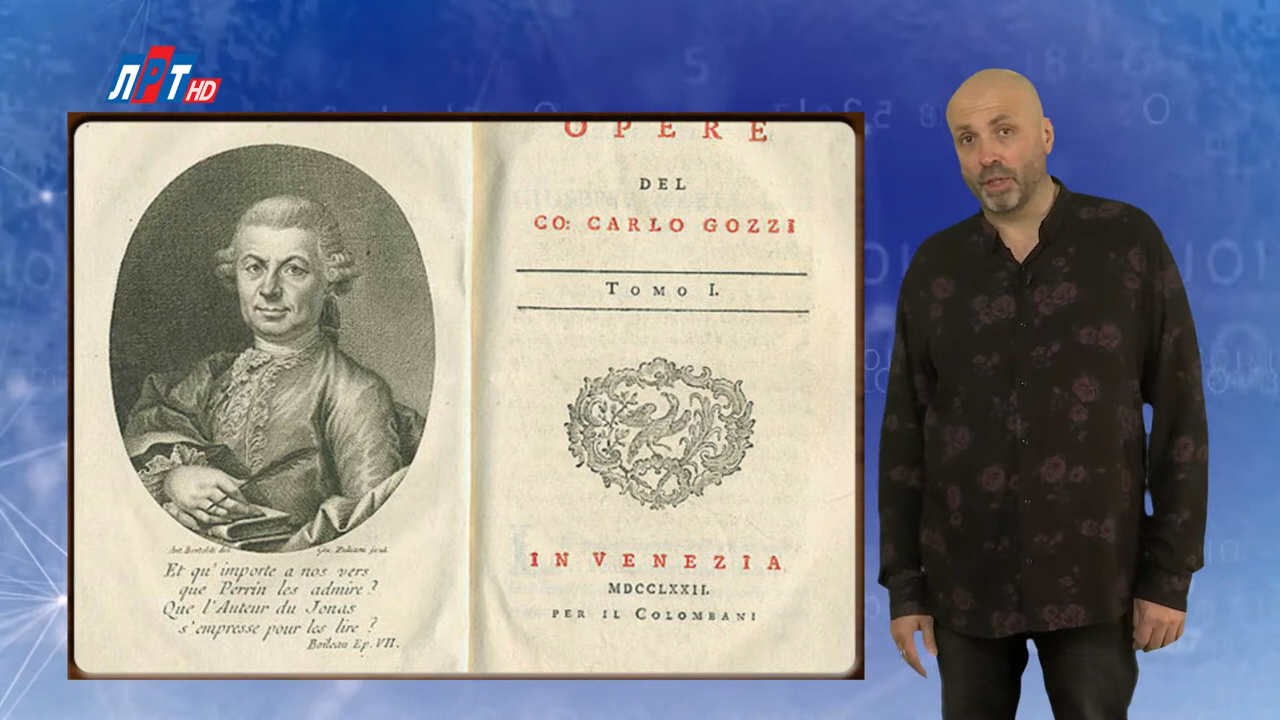 ЛРТ HD
OPERE
DEL
CO: CARLO GOZZI
TOMO I.
IN VENEZIA
MDCCLXXII.
PER IL COLOMBANI
Et qu'importe a nos vers
que Perrin les admire?
Que l'Auteur du Jonas
s'empresse pour les lire?
Boileau Ep. VII.